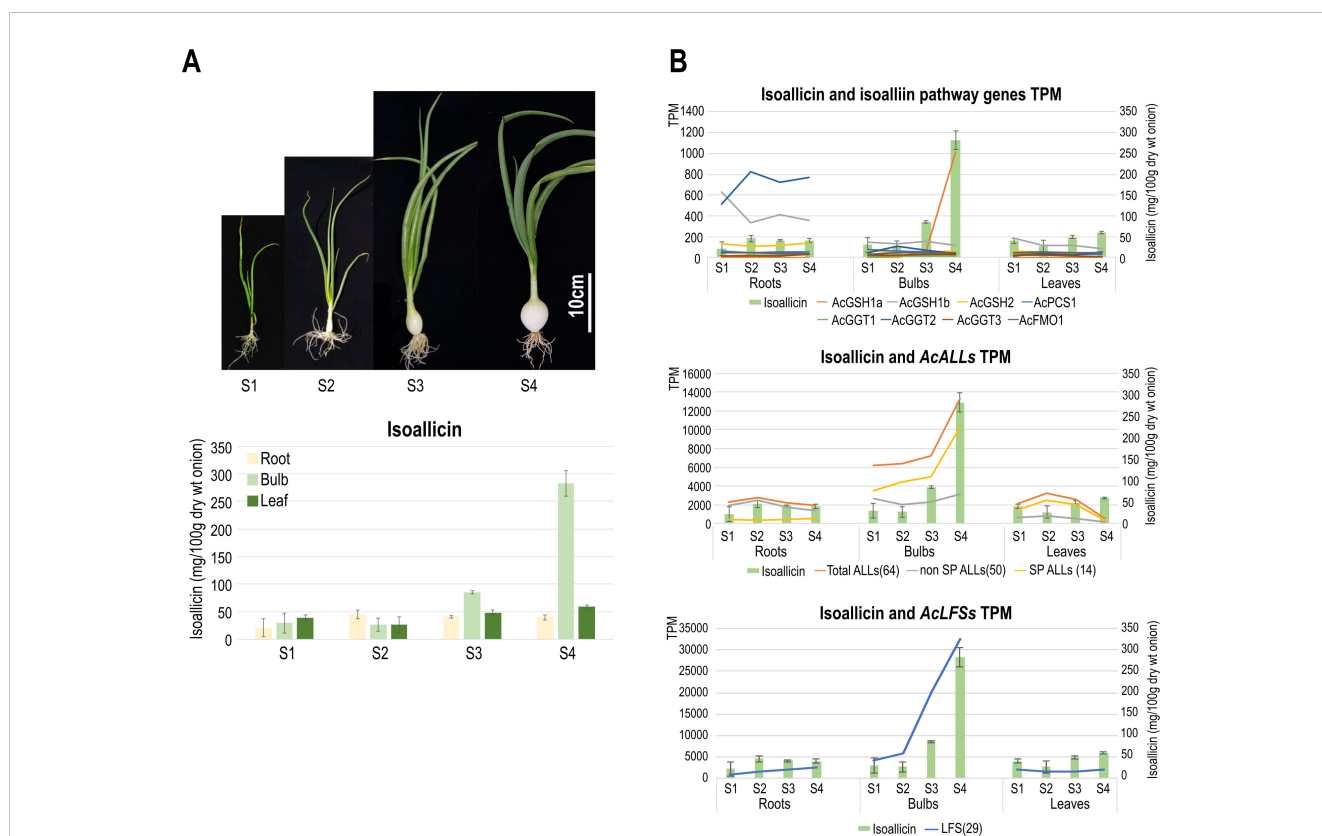 A
10cm
S1 S2 S3 S4
Isoallicin
Isoallicin (mg/100g dry wt onion)
350
300
250
200
150
100
50
0
Root
Bulb
Leaf
S1 S2 S3 S4
B
Isoallicin and isoalliin pathway genes TPM
TPM
1400
1200
1000
800
600
400
200
0
350
300
250
200
150
100
50
0
Isoallicin (mg/100g dry wt onion)
S1 S2 S3 S4 S1 S2 S3 S4 S1 S2 S3 S4
Roots Bulbs Leaves
Isoallicin AcGSH1a AcGSH1b AcGSH2 AcPCS1
AcGGT1 AcGGT2 AcGGT3 AcFMO1
Isoallicin and AcALLs TPM
TPM
16000
14000
12000
10000
8000
6000
4000
2000
0
350
300
250
200
150
100
50
0
Isoallicin (mg/100g dry wt onion)
S1 S2 S3 S4 S1 S2 S3 S4 S1 S2 S3 S4
Roots Bulbs Leaves
Isoallicin Total ALLs(64) non SP ALLs(50) SP ALLs (14)
Isoallicin and AcLFSs TPM
TPM
35000
30000
25000
20000
15000
10000
5000
0
350
300
250
200
150
100
50
0
Isoallicin (mg/100g dry wt onion)
S1 S2 S3 S4 S1 S2 S3 S4 S1 S2 S3 S4
Roots Bulbs Leaves
Isoallicin LFS(29)